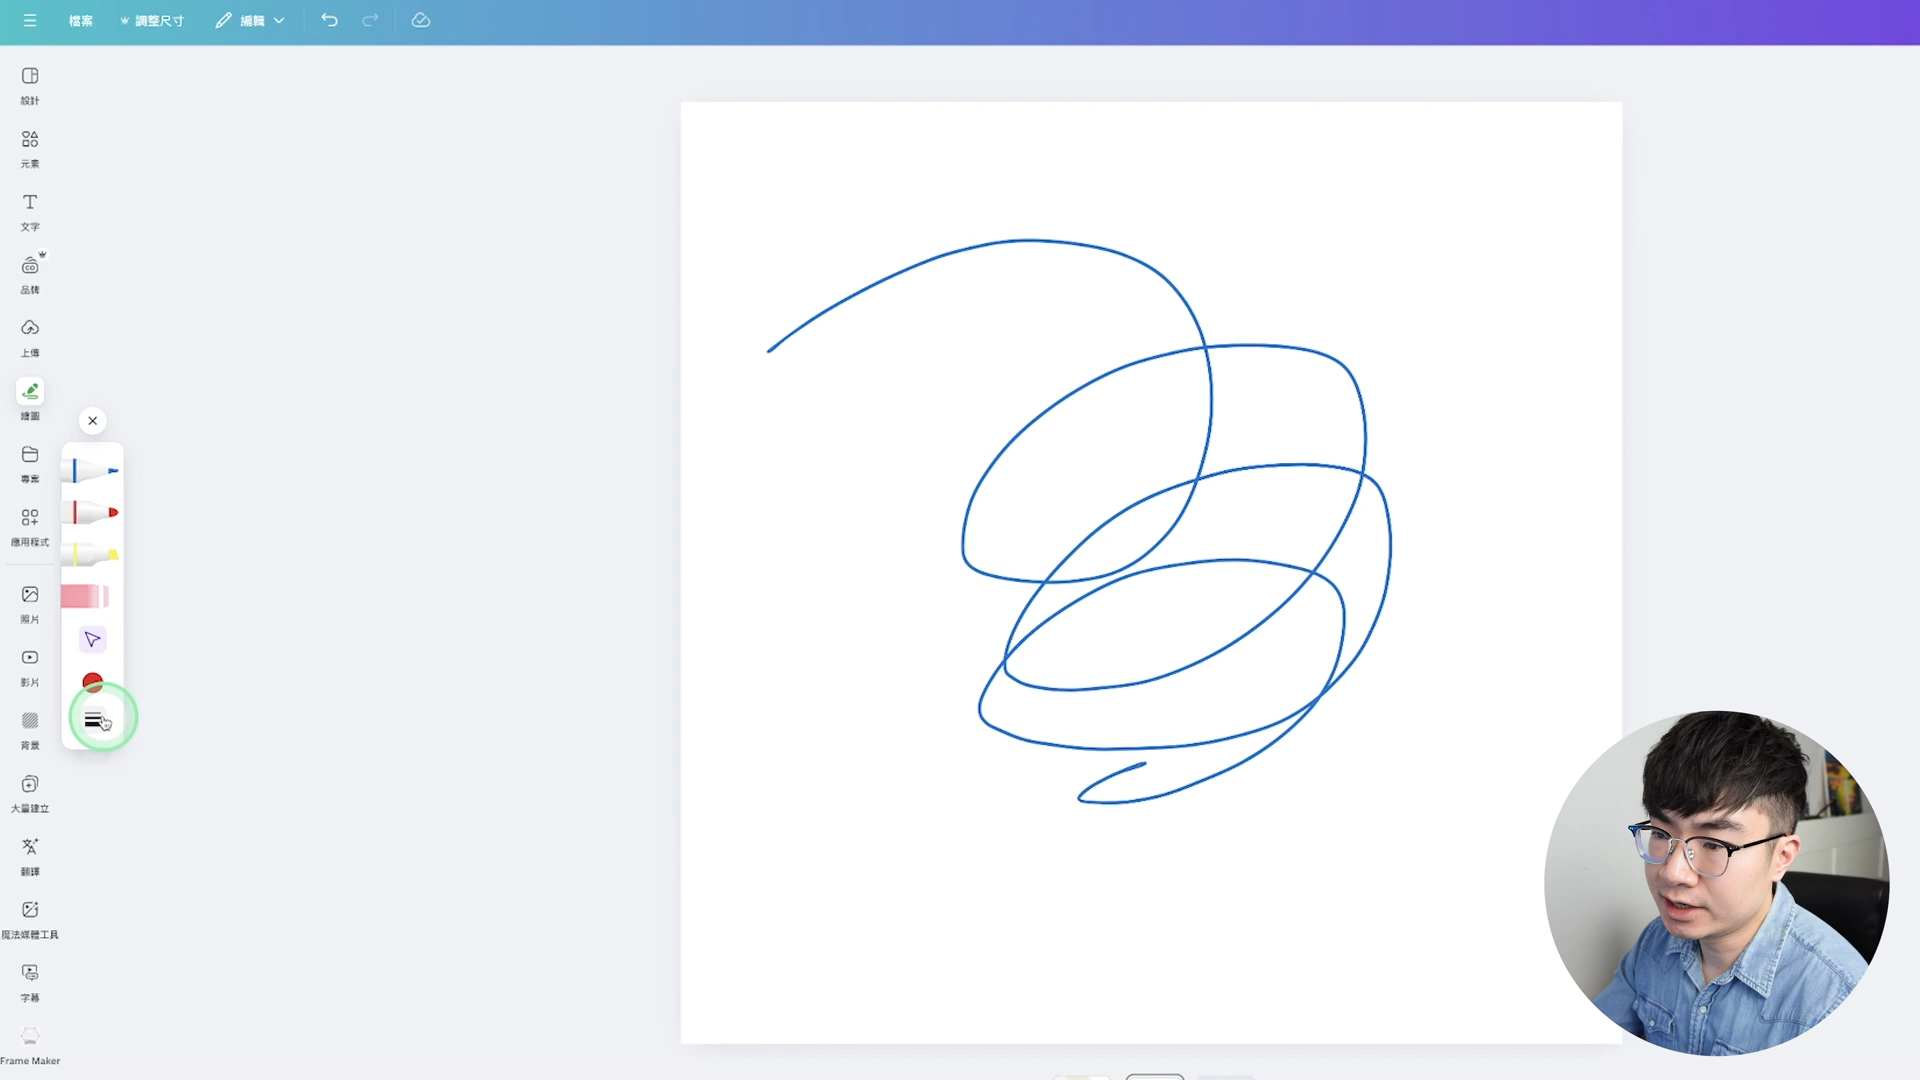 檔案 調整尺寸 編輯
設計
元素
文字
品牌
上傳
繪圖
專案
應用程式
照片
影片
背景
大量建立
翻譯
魔法媒體工具
字幕
Frame Maker